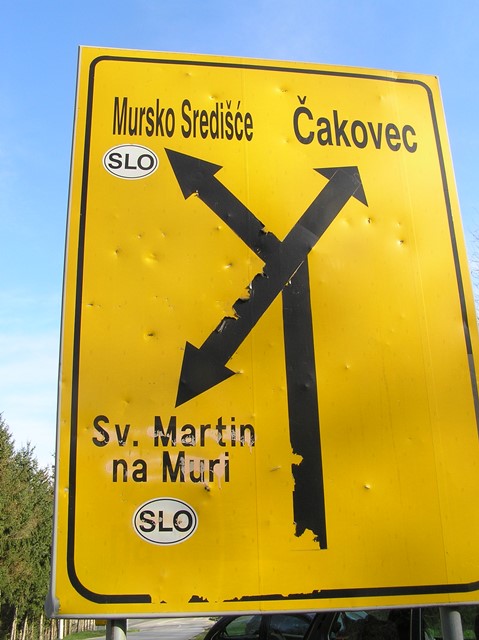 Mursko Središće
Čakovec
SLO
Sv. Martin
na Muri
SLO